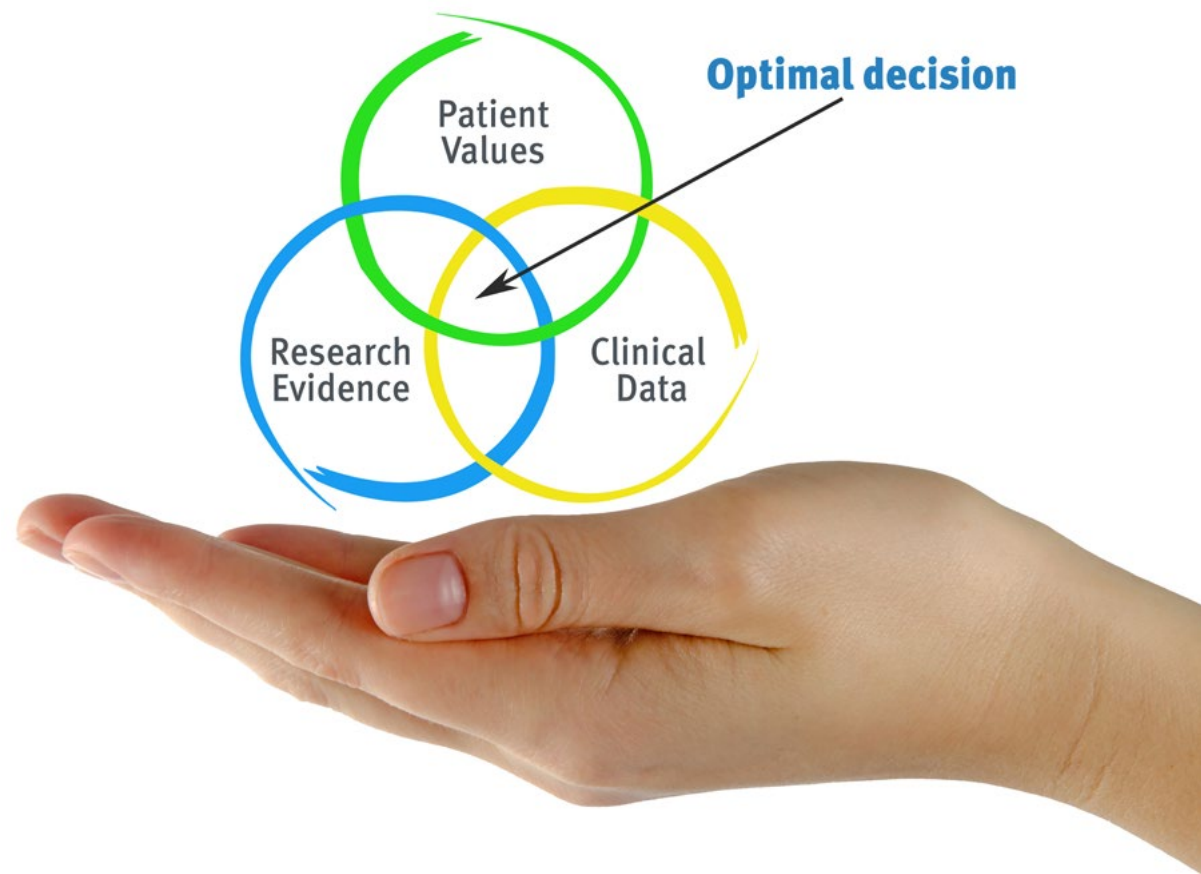 Optimal decision
Patient
Values
Research
Evidence
Clinical
Data